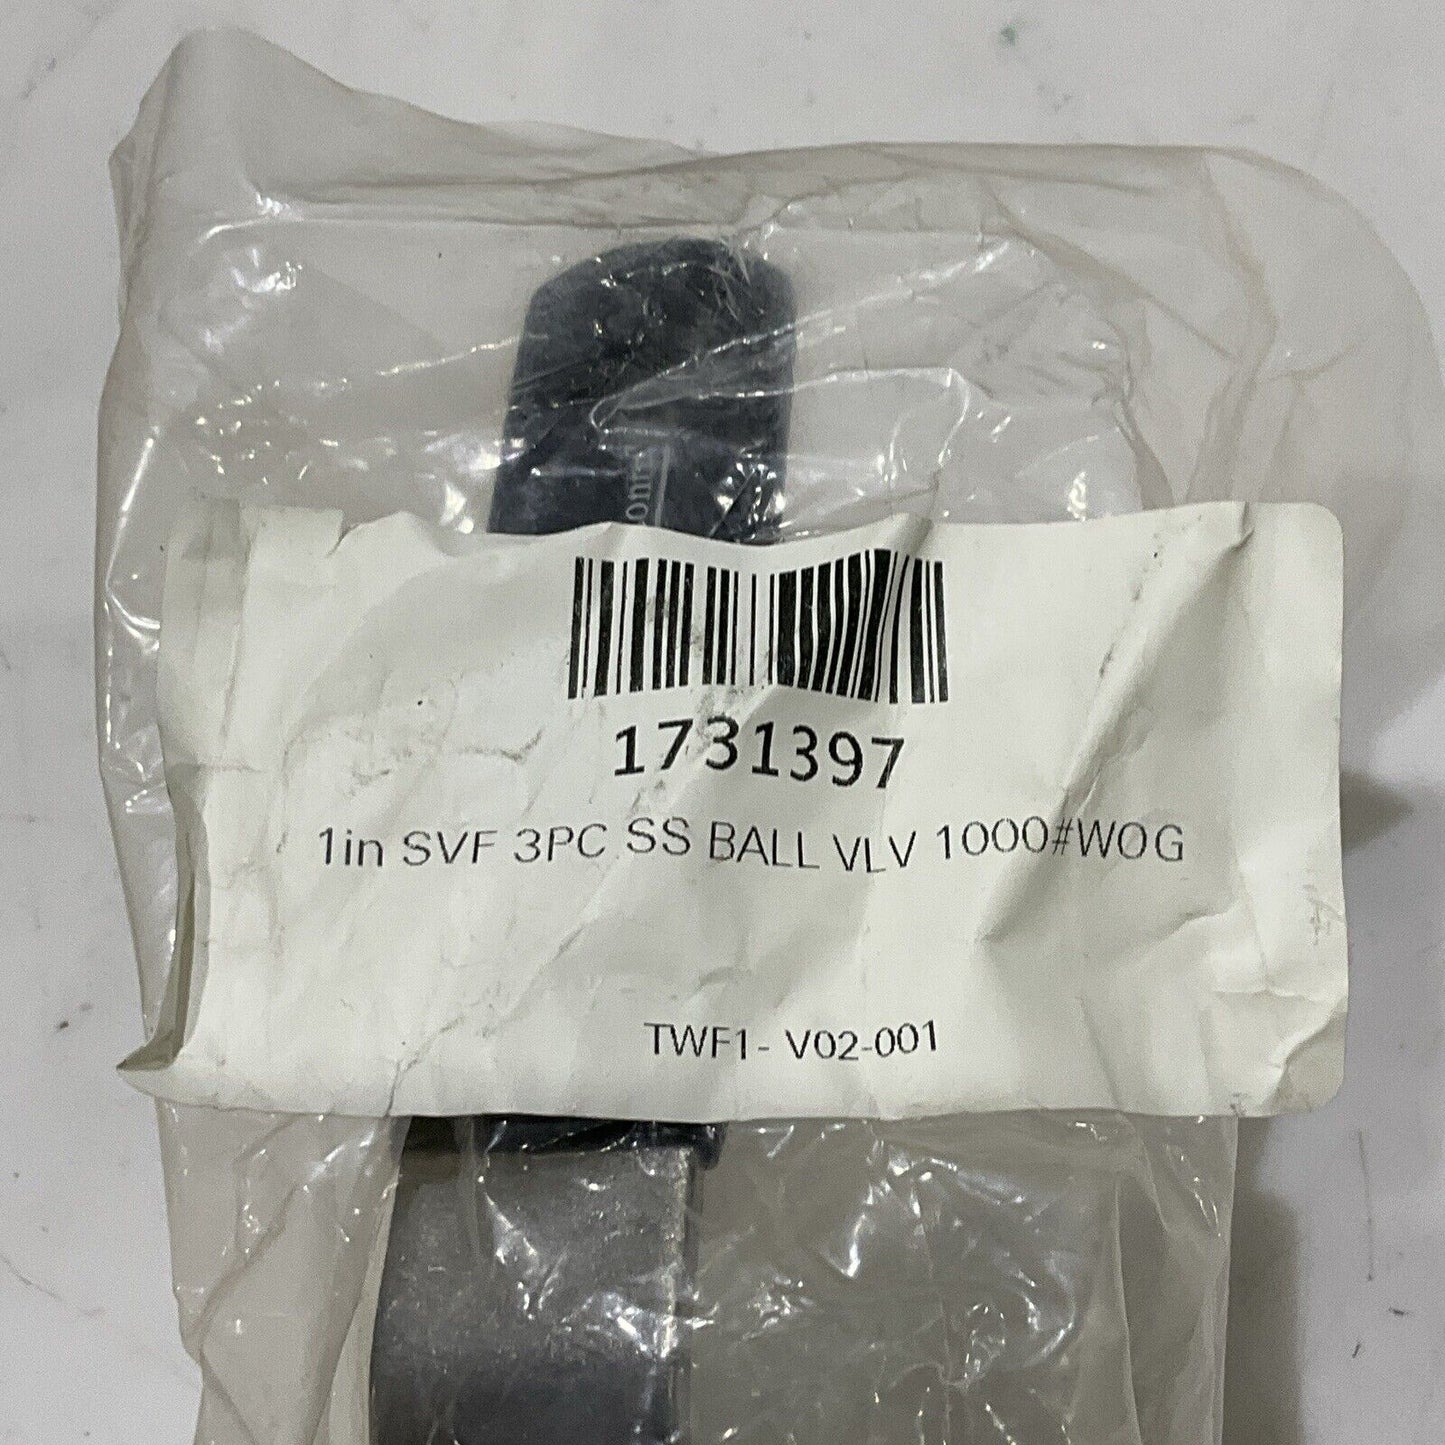 1731397
1in SVF 3PC SS BALL VLV 1000#WOG
TWF1- V02-001